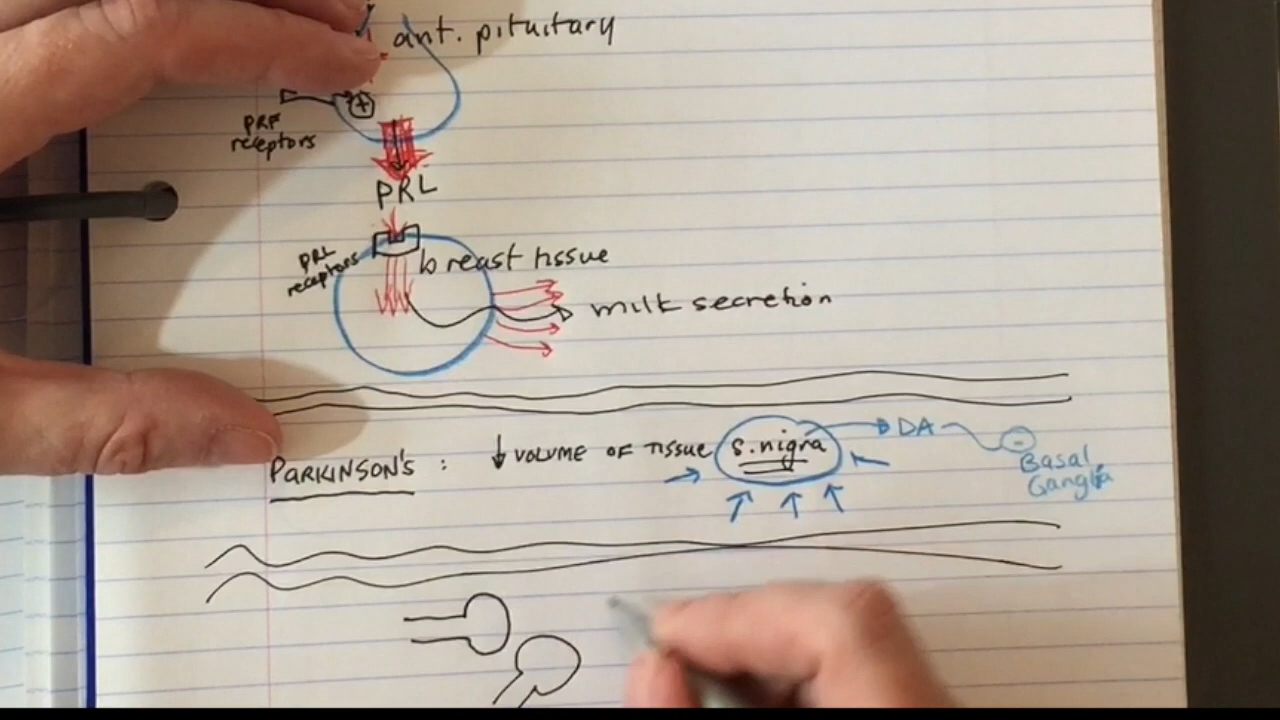 ant. pituitary
+
PRF
receptors
PRL
PRL
receptors
breast tissue
milk secretion
PARKINSON'S : ↓ VOLUME OF TISSUE s.nigra → DA -
Basal
Ganglia